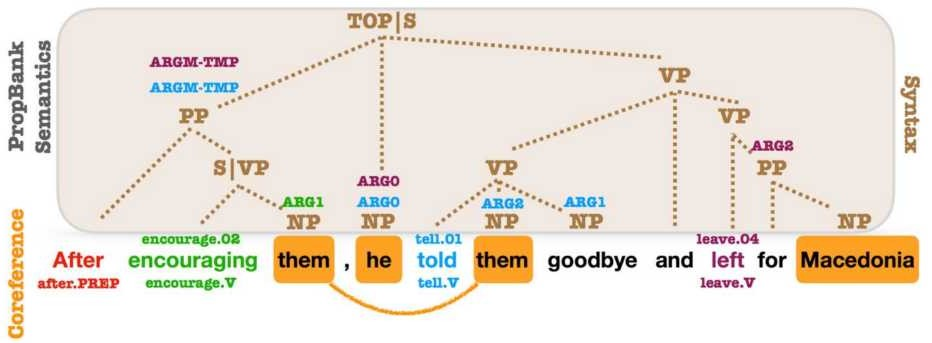 TOP|S
ARGM-TMP
VP
ARGM-TMP
PP
VP
ARG2
S|VP
VP
PP
ARG0
ARG1
ARG0
ARG2
ARG1
NP
NP
NP
NP
NP
encourage.02
tell.01
leave.04
After encouraging them , he told them goodbye and left for Macedonia
after.PREP
encourage.V
tell.V
leave.V
PropBank
Semantics
Syntax
Coreference